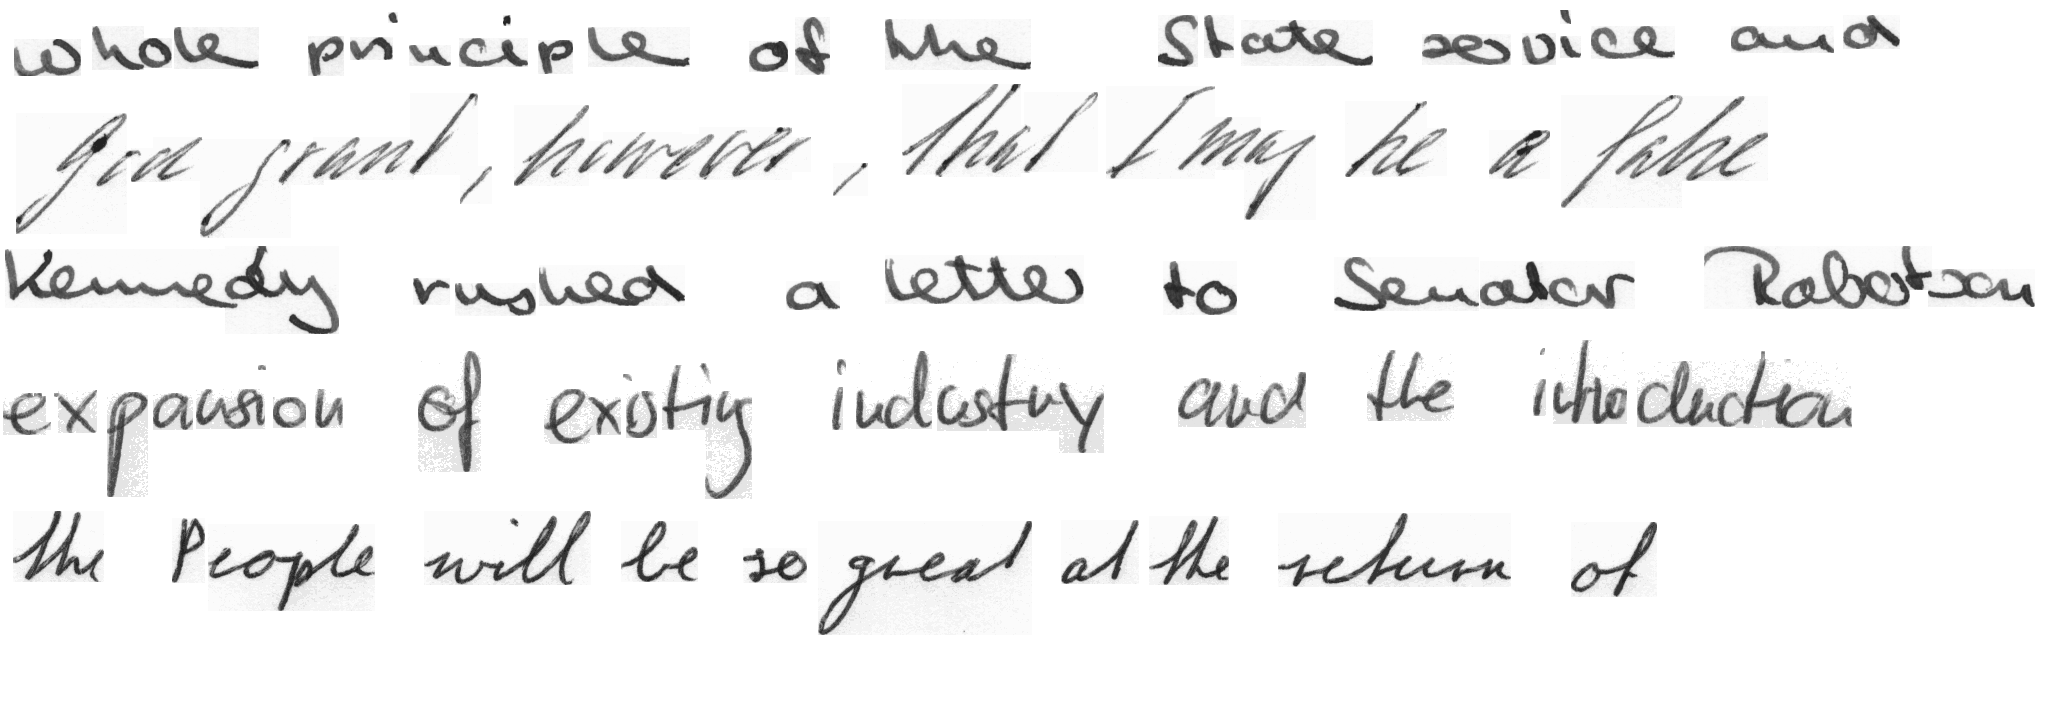 whole principle of the State service and
God grant, however, that I may be a false
Kennedy rushed a letter to Senator Robertson
expansion of existing industry and the introduction
the People will be so great at the return of